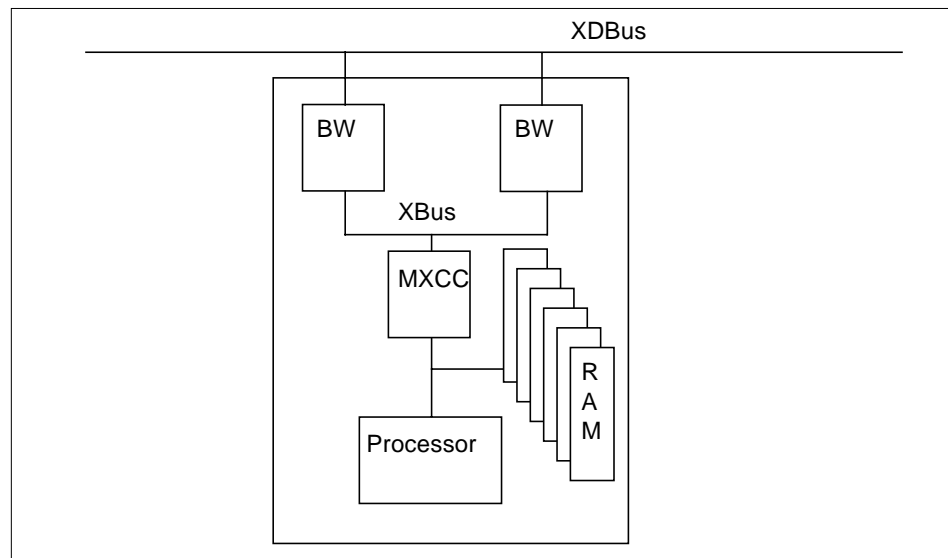 XDBus
BW
BW
XBus
MXCC
R
A
M
Processor